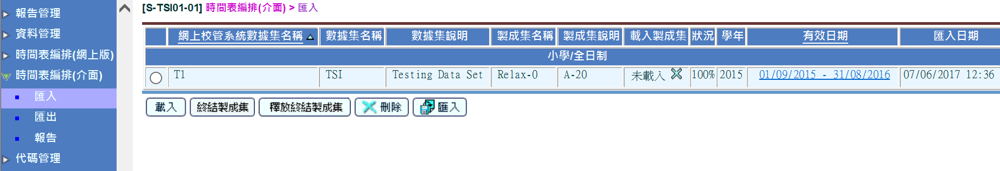 報告管理
資料管理
時間表編排(網上版)
時間表編排(介面)
匯入
匯出
報告
代碼管理
[S-TSI01-01] 時間表編排(介面) > 匯入
網上校管系統數據集名稱 數據集名稱 數據集說明 製成集名稱 製成集說明 載入製成集 狀況 學年 有效日期 匯入日期
小學/全日制
T1 TSI Testing Data Set Relax-0 A-20 未載入 100% 2015 01/09/2015 - 31/08/2016 07/06/2017 12:36
載入 終結製成集 釋放終結製成集 刪除 匯入